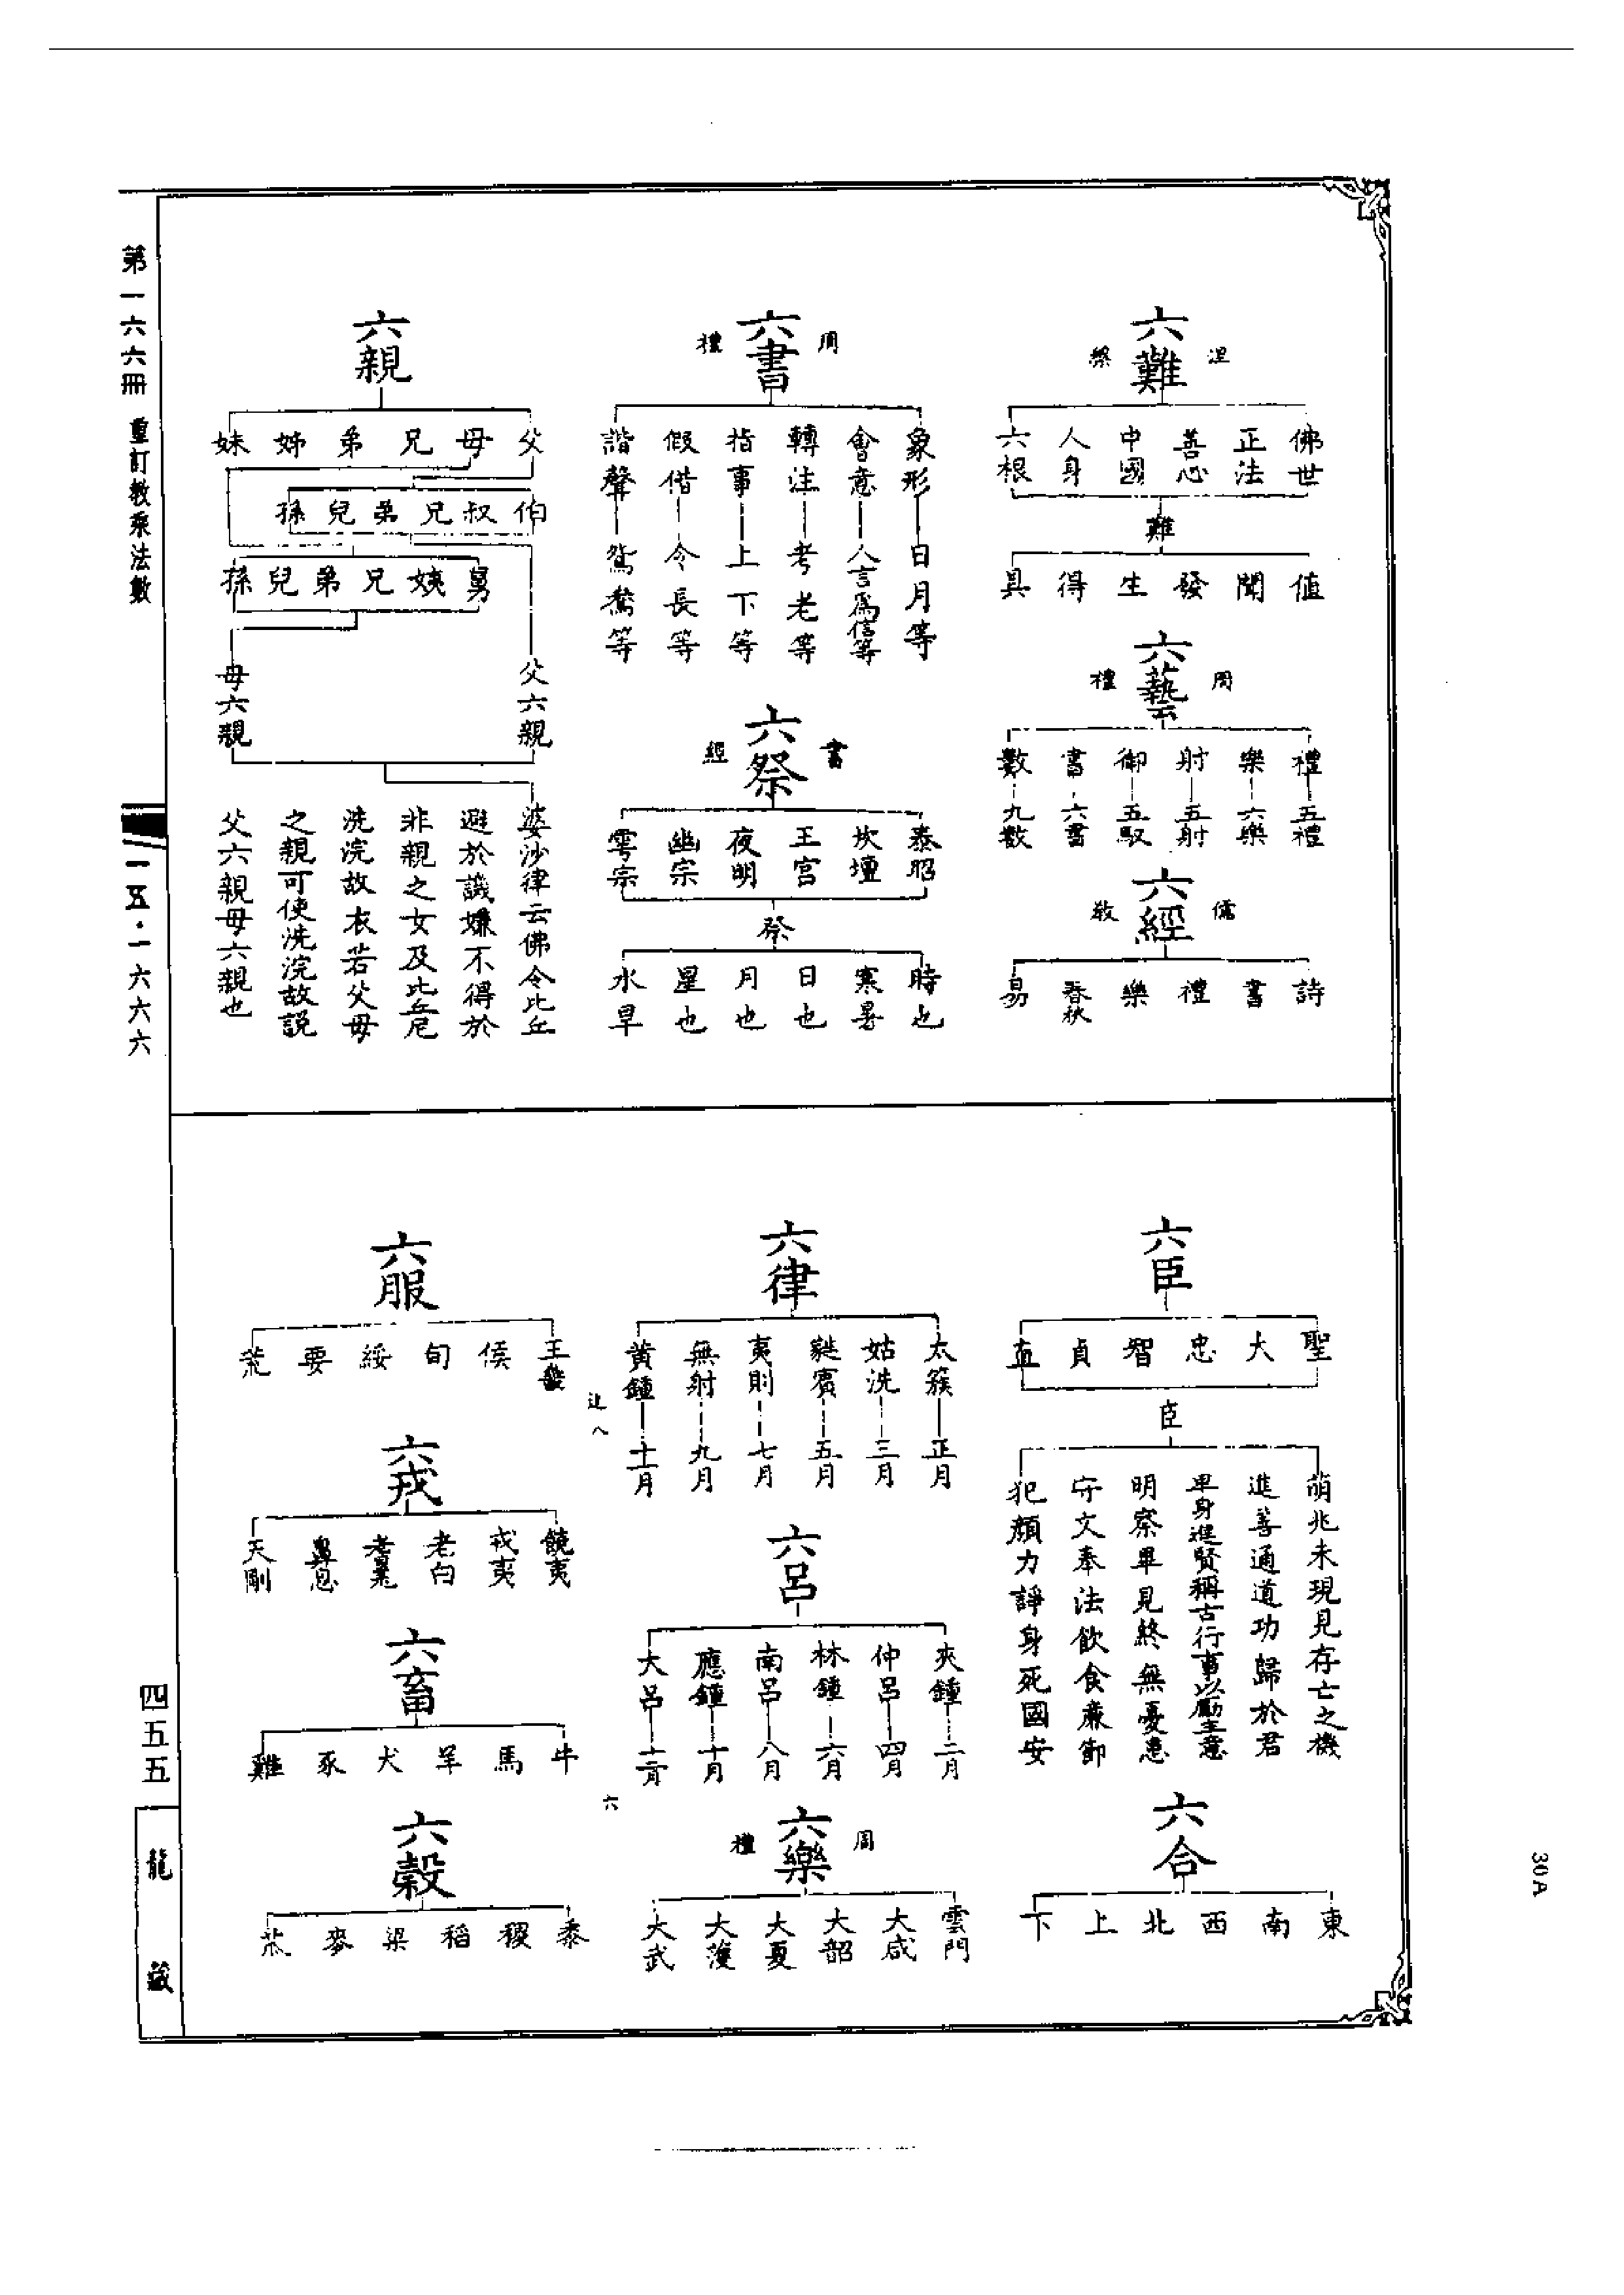 六難
涅槃
佛世 正法 善心 中國 人身 六根
難
值 聞 發 生 得 具
六藝
周禮
禮 五禮
樂 六樂
射 五射
御 五馭
書 六書
數 九數
六經
儒教
詩 書 禮 樂 春秋 易
六書
周禮
象形 日月等
會意 人言為信等
轉注 考老等
指事 上下等
假借 令長等
諧聲 鴛鴦等
六祭
書經
泰昭 坎壇 王宮 夜明 幽宗 雩宗
祭
時也 寒暑 日也 月也 星也 水旱
六親
父 母 兄 弟 姊 妹
伯 叔 兄 弟 兒 孫
舅 姨 兄 弟 兒 孫
父六親
母六親
婆沙律云佛令比丘
避於譏嫌不得於
非親之女及比丘尼
洗浣故衣若父母
之親可使洗浣故説
父六親母六親也
六臣
聖 大 忠 智 貞 直
臣
萌兆未現見存亡之機
進善通道功歸於君
卑身進賢稱古行事以勵主意
明察畢見終無憂患
守文奉法飲食廉節
犯顏力諍身死國安
六合
東 南 西 北 上 下
六律
太簇 正月
姑洗 三月
蕤賓 五月
夷則 七月
無射 九月
黃鍾 十一月
六呂
夾鍾 二月
仲呂 四月
林鍾 六月
南呂 八月
應鍾 十月
大呂 十二月
六樂
周禮
雲門 大咸 大韶 大夏 大濩 大武
六服
王畿 侯 甸 綏 要 荒
六戎
饒夷 戎夷 老白 耆羌 鼻息 天剛
六畜
牛 馬 羊 犬 豕 雞
六穀
黍 稷 稻 梁 麥 苽
第一六六冊 重訂教乘法數
一五·一六六六
四五五
龍藏
30A